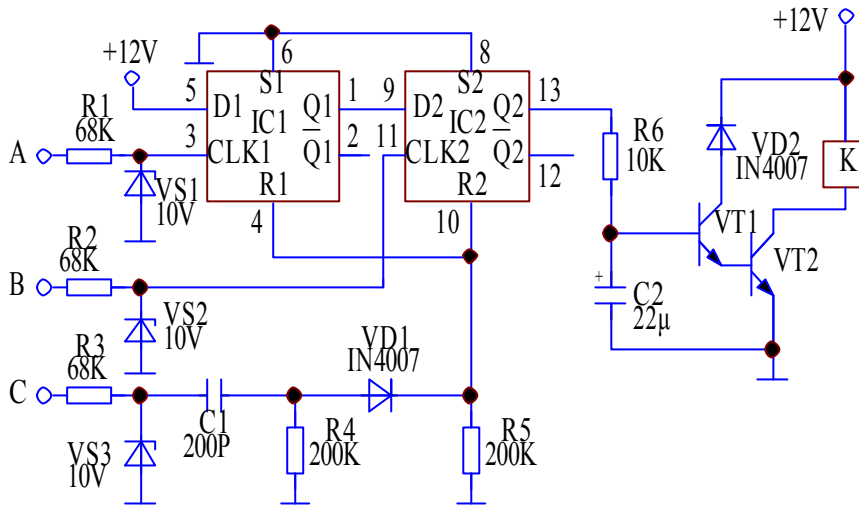 +12V
+12V
6
8
S1
S2
5
D1
IC1
Q1
1
9
D2
IC2
Q2
13
R1
68K
A
3
CLK1
Q1
2
11
CLK2
Q2
12
R6
10K
VD2
IN4007
K
VS1
10V
R1
4
R2
10
VT1
VT2
R2
68K
B
VS2
10V
+
C2
22μ
R3
68K
C
VD1
IN4007
C1
200P
R4
200K
R5
200K
VS3
10V